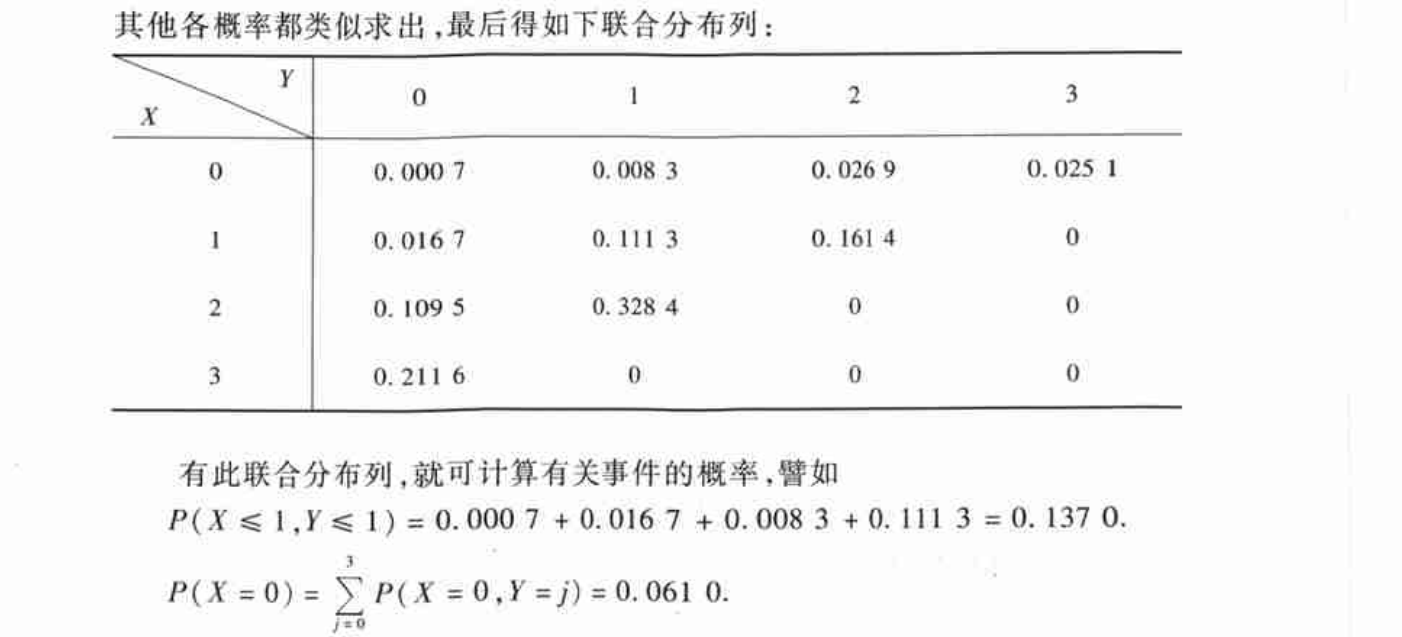 其他各概率都类似求出,最后得如下联合分布列:
Y
X
0 1 2 3
0 0.000 7 0.008 3 0.026 9 0.025 1
1 0.016 7 0.111 3 0.161 4 0
2 0.109 5 0.328 4 0 0
3 0.211 6 0 0 0
有此联合分布列,就可计算有关事件的概率,譬如
P(X ⩽ 1,Y ⩽ 1) = 0.000 7 + 0.016 7 + 0.008 3 + 0.111 3 = 0.137 0.
P(X = 0) = ∑_{j=0}^{3} P(X = 0,Y = j) = 0.061 0.